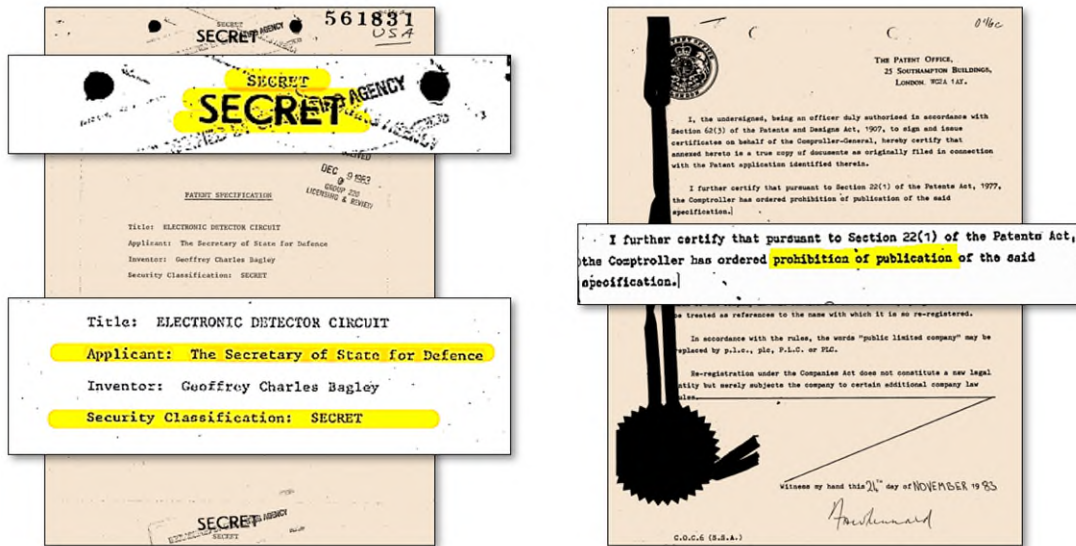 SECRET
SECRET
561831
USA
SECRET
SECRET
AGENCY
DEC 9 1983
GROUP 220
LICENSING & REVIEW
PATENT SPECIFICATION
Title: ELECTRONIC DETECTOR CIRCUIT
Applicant: The Secretary of State for Defence
Inventor: Geoffrey Charles Bagley
Security Classification: SECRET
Title: ELECTRONIC DETECTOR CIRCUIT
Applicant: The Secretary of State for Defence
Inventor: Geoffrey Charles Bagley
Security Classification: SECRET
SECRET
AGENCY
SECRET
THE PATENT OFFICE,
25 SOUTHAMPTON BUILDINGS,
LONDON. WC2A 1AY.
I, the undersigned, being an officer duly authorized in accordance with
Section 62(3) of the Patents and Designs Act, 1907, to sign and issue
certificates on behalf of the Comptroller-General, hereby certify that
annexed hereto is a true copy of documents as originally filed in connection
with the Patent application identified therein.
I further certify that pursuant to Section 22(1) of the Patents Act, 1977,
the Comptroller has ordered prohibition of publication of the said
specification.
I further certify that pursuant to Section 22(1) of the Patents Act,
the Comptroller has ordered prohibition of publication of the said
specification.
be treated as references to the name with which it is so re-registered.
In accordance with the rules, the words "public limited company" may be
replaced by p.l.c., plc, P.L.C. or PLC.
Re-registration under the Companies Act does not constitute a new legal
entity but merely subjects the company to certain additional company law
rules.
Witness my hand this 24th day of NOVEMBER 1983
C.O.C.6 (S.S.A.)